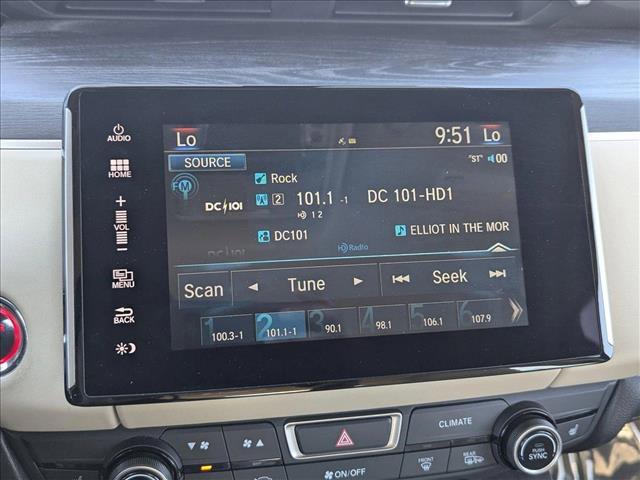 AUDIO
HOME
+
VOL
-
MENU
BACK
Lo
9:51 Lo
SOURCE
"ST" 00
FM
Rock
DC101
2 101.1 -1 DC 101-HD1
HD 1 2
DC101
ELLIOT IN THE MOR
HD Radio
Scan
Tune
Seek
1 2 3 4 5 6
100.3-1 101.1-1 90.1 98.1 106.1 107.9
CLIMATE
ON/OFF
FRONT
REAR
PUSH
SYNC